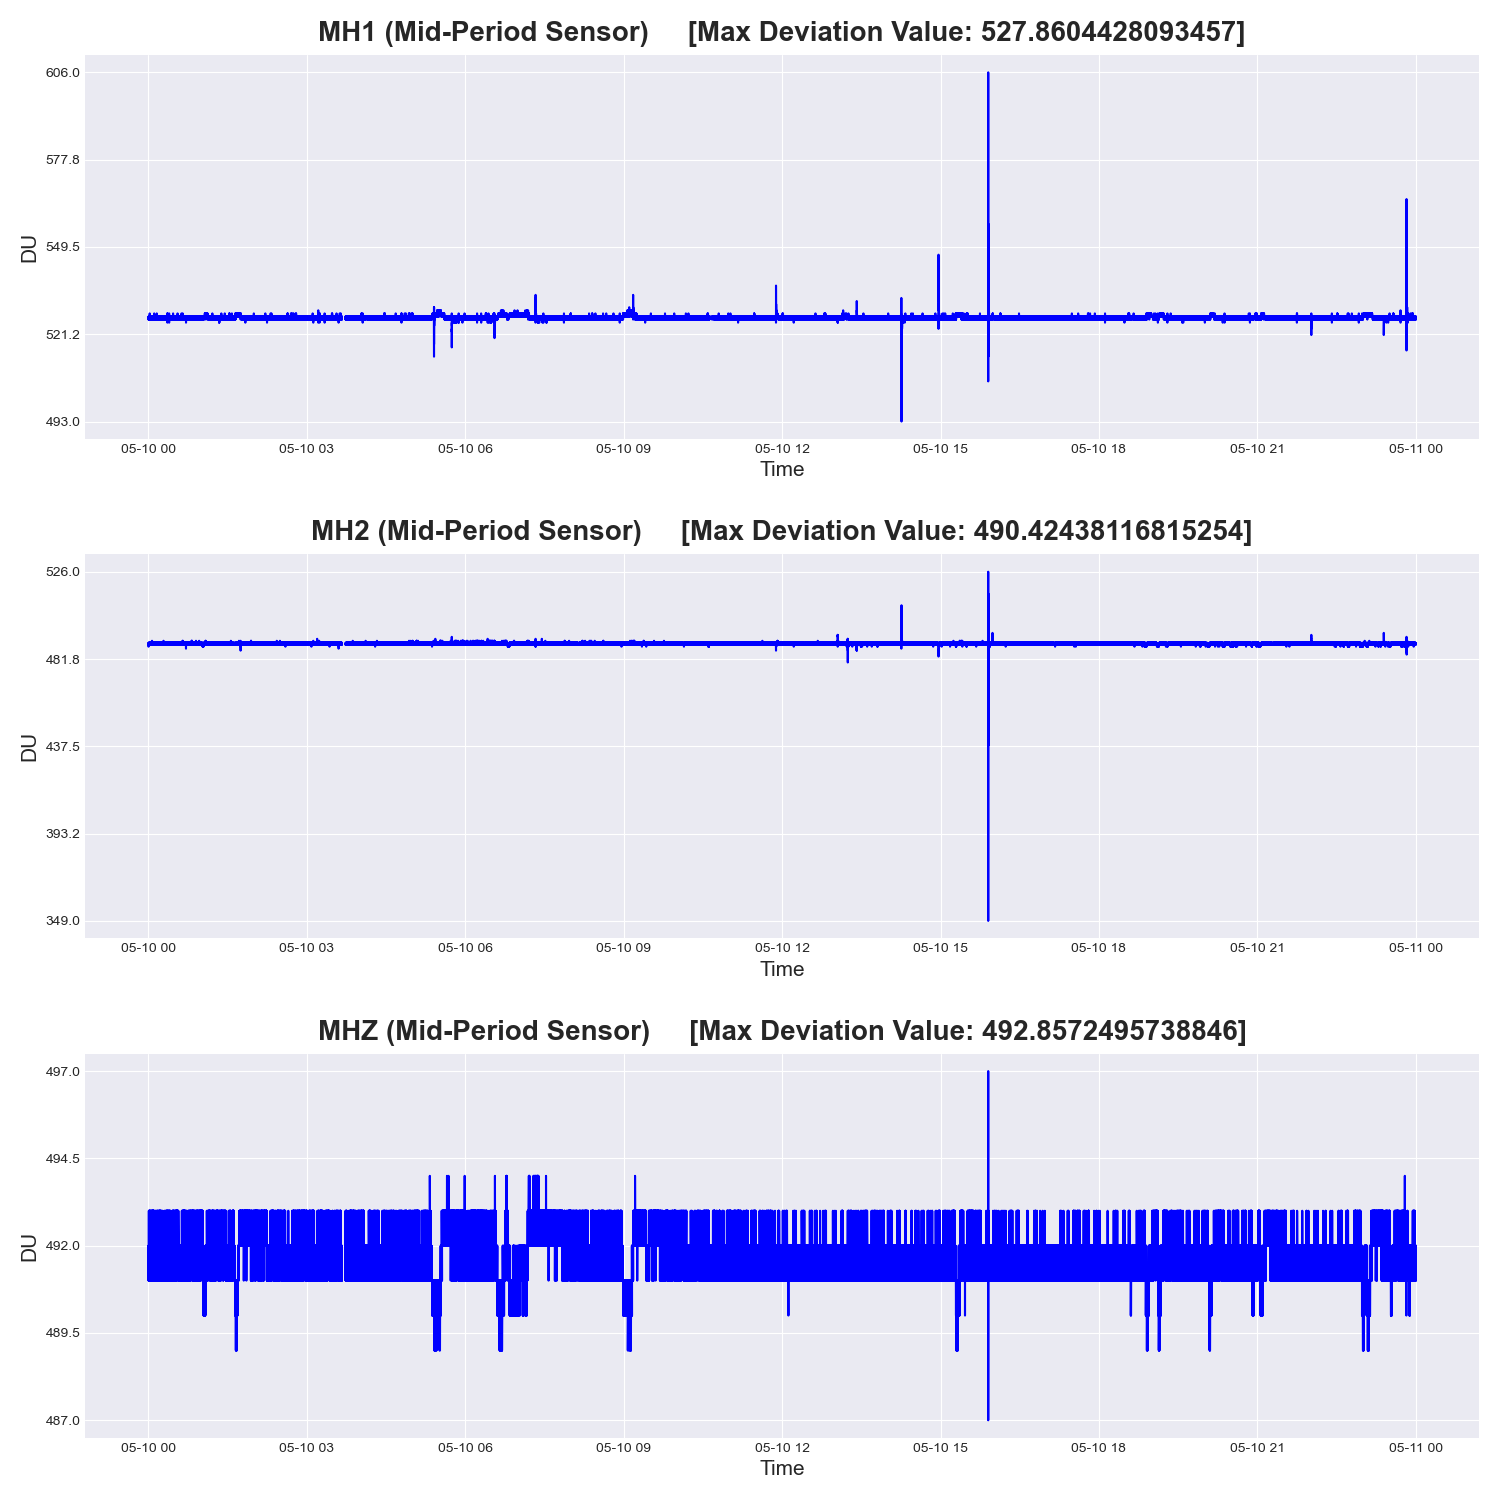 MH1 (Mid-Period Sensor) [Max Deviation Value: 527.8604428093457]
606.0
577.8
549.5
521.2
493.0
DU
05-10 00 05-10 03 05-10 06 05-10 09 05-10 12 05-10 15 05-10 18 05-10 21 05-11 00
Time
MH2 (Mid-Period Sensor) [Max Deviation Value: 490.42438116815254]
526.0
481.8
437.5
393.2
349.0
DU
05-10 00 05-10 03 05-10 06 05-10 09 05-10 12 05-10 15 05-10 18 05-10 21 05-11 00
Time
MHZ (Mid-Period Sensor) [Max Deviation Value: 492.8572495738846]
497.0
494.5
492.0
489.5
487.0
DU
05-10 00 05-10 03 05-10 06 05-10 09 05-10 12 05-10 15 05-10 18 05-10 21 05-11 00
Time